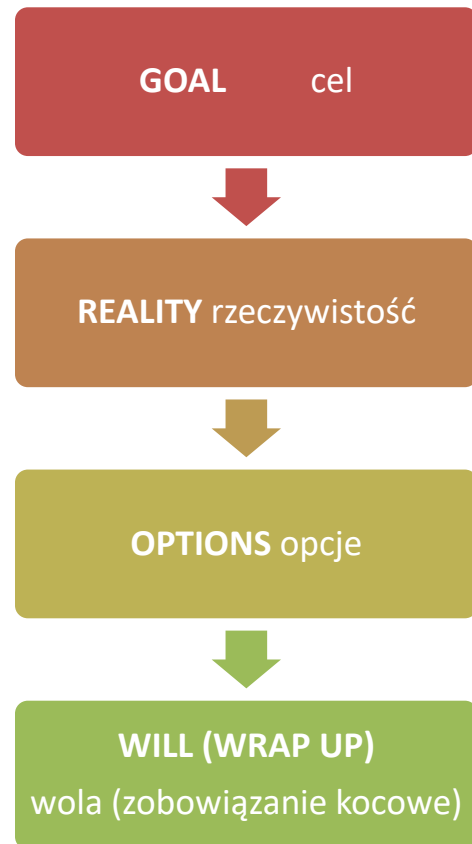 GOAL cel
REALITY rzeczywistość
OPTIONS opcje
WILL (WRAP UP)
wola (zobowiązanie kocowe)